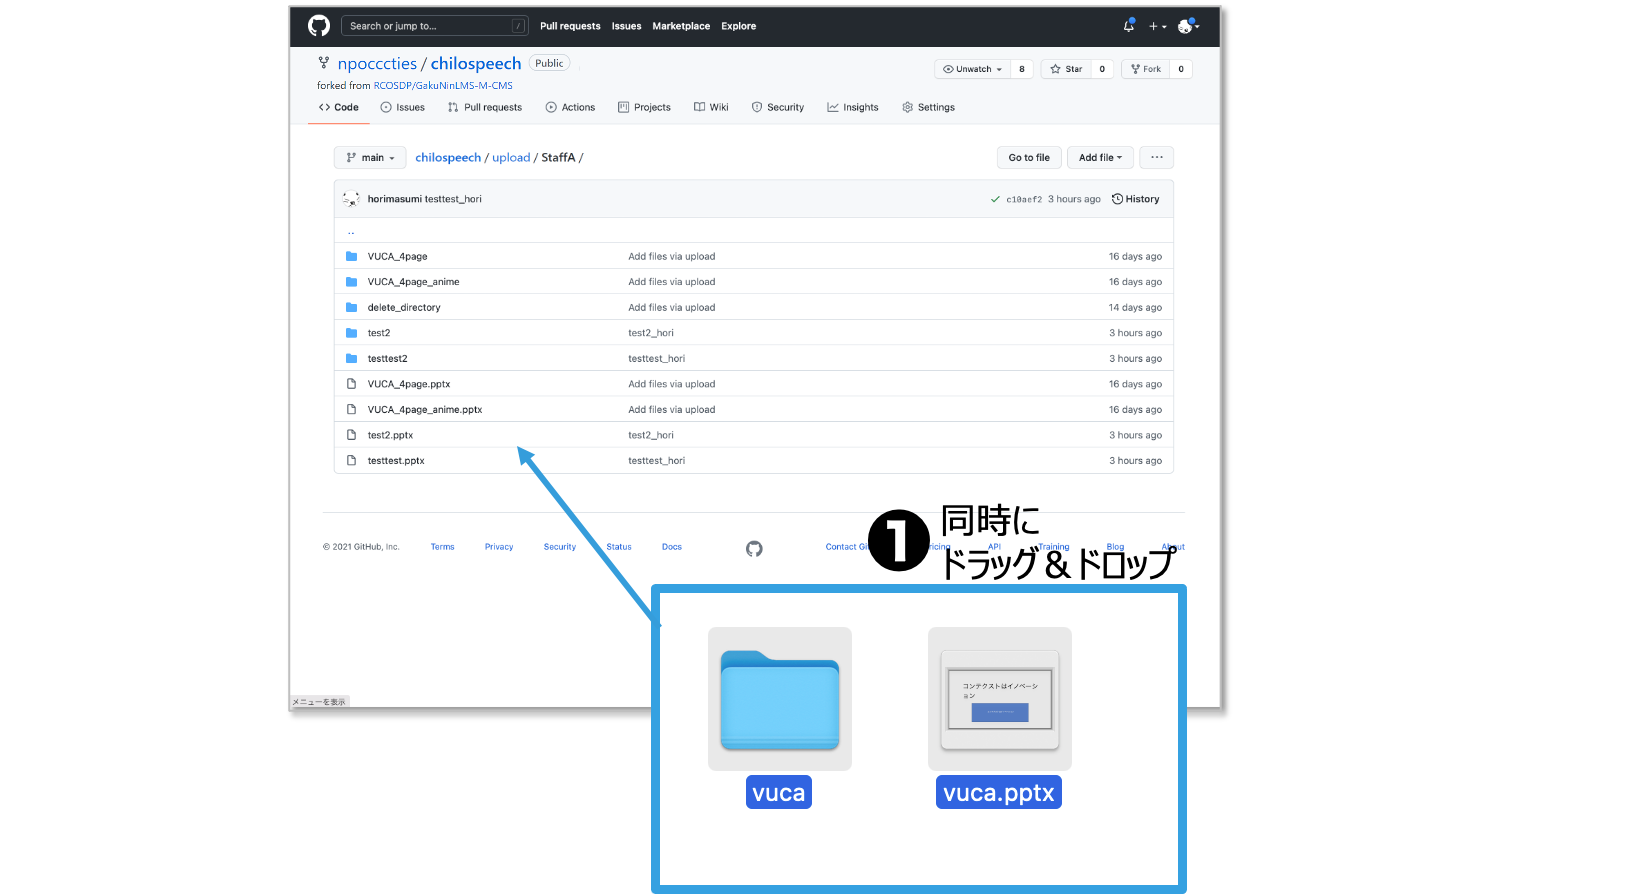 Search or jump to... /
Pull requests Issues Marketplace Explore
npocccties / chilospeech Public
Unwatch 8 Star 0 Fork 0
forked from RCOSDP/GakuNinLMS-M-CMS
Code Issues Pull requests Actions Projects Wiki Security Insights Settings
main chilospeech / upload / StaffA / Go to file Add file ...
horimasumi testtest_hori c10aef2 3 hours ago History
..
VUCA_4page Add files via upload 16 days ago
VUCA_4page_anime Add files via upload 16 days ago
delete_directory Add files via upload 14 days ago
test2 test2_hori 3 hours ago
testtest2 testtest_hori 3 hours ago
VUCA_4page.pptx Add files via upload 16 days ago
VUCA_4page_anime.pptx Add files via upload 16 days ago
test2.pptx test2_hori 3 hours ago
testtest.pptx testtest_hori 3 hours ago
1 同時に
ドラッグ&ドロップ
© 2021 GitHub, Inc. Terms Privacy Security Status Docs Contact API Training Blog About
メニューを表示
コンテクストはイノベーシ
ョン
vuca vuca.pptx